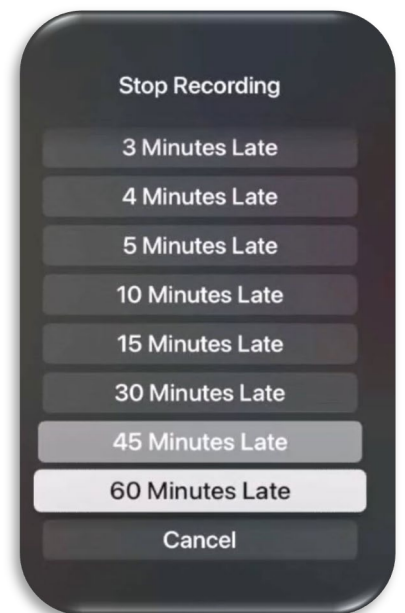 Stop Recording
3 Minutes Late
4 Minutes Late
5 Minutes Late
10 Minutes Late
15 Minutes Late
30 Minutes Late
45 Minutes Late
60 Minutes Late
Cancel